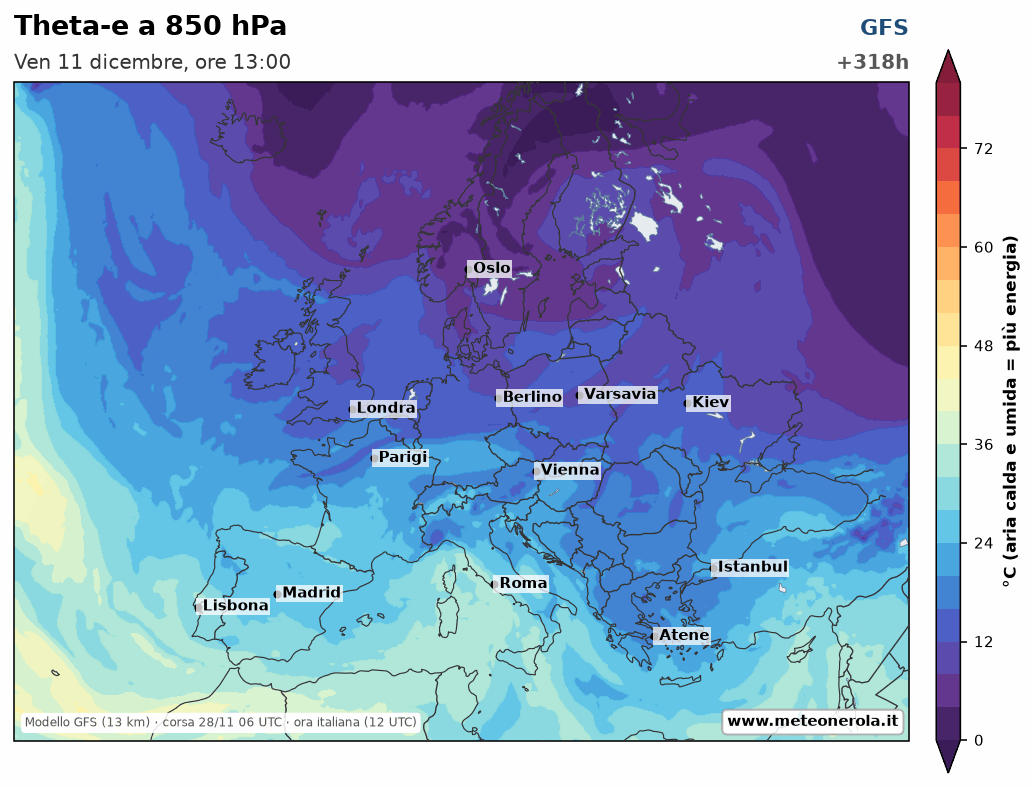 Theta-e a 850 hPa
GFS
Ven 11 dicembre, ore 13:00
+318h
72
60
48
36
24
12
0
°C (aria calda e umida = più energia)
Oslo
Berlino
Varsavia
Kiev
Londra
Parigi
Vienna
Istanbul
Roma
Madrid
Lisbona
Atene
Modello GFS (13 km) · corsa 28/11 06 UTC · ora italiana (12 UTC)
www.meteonerola.it